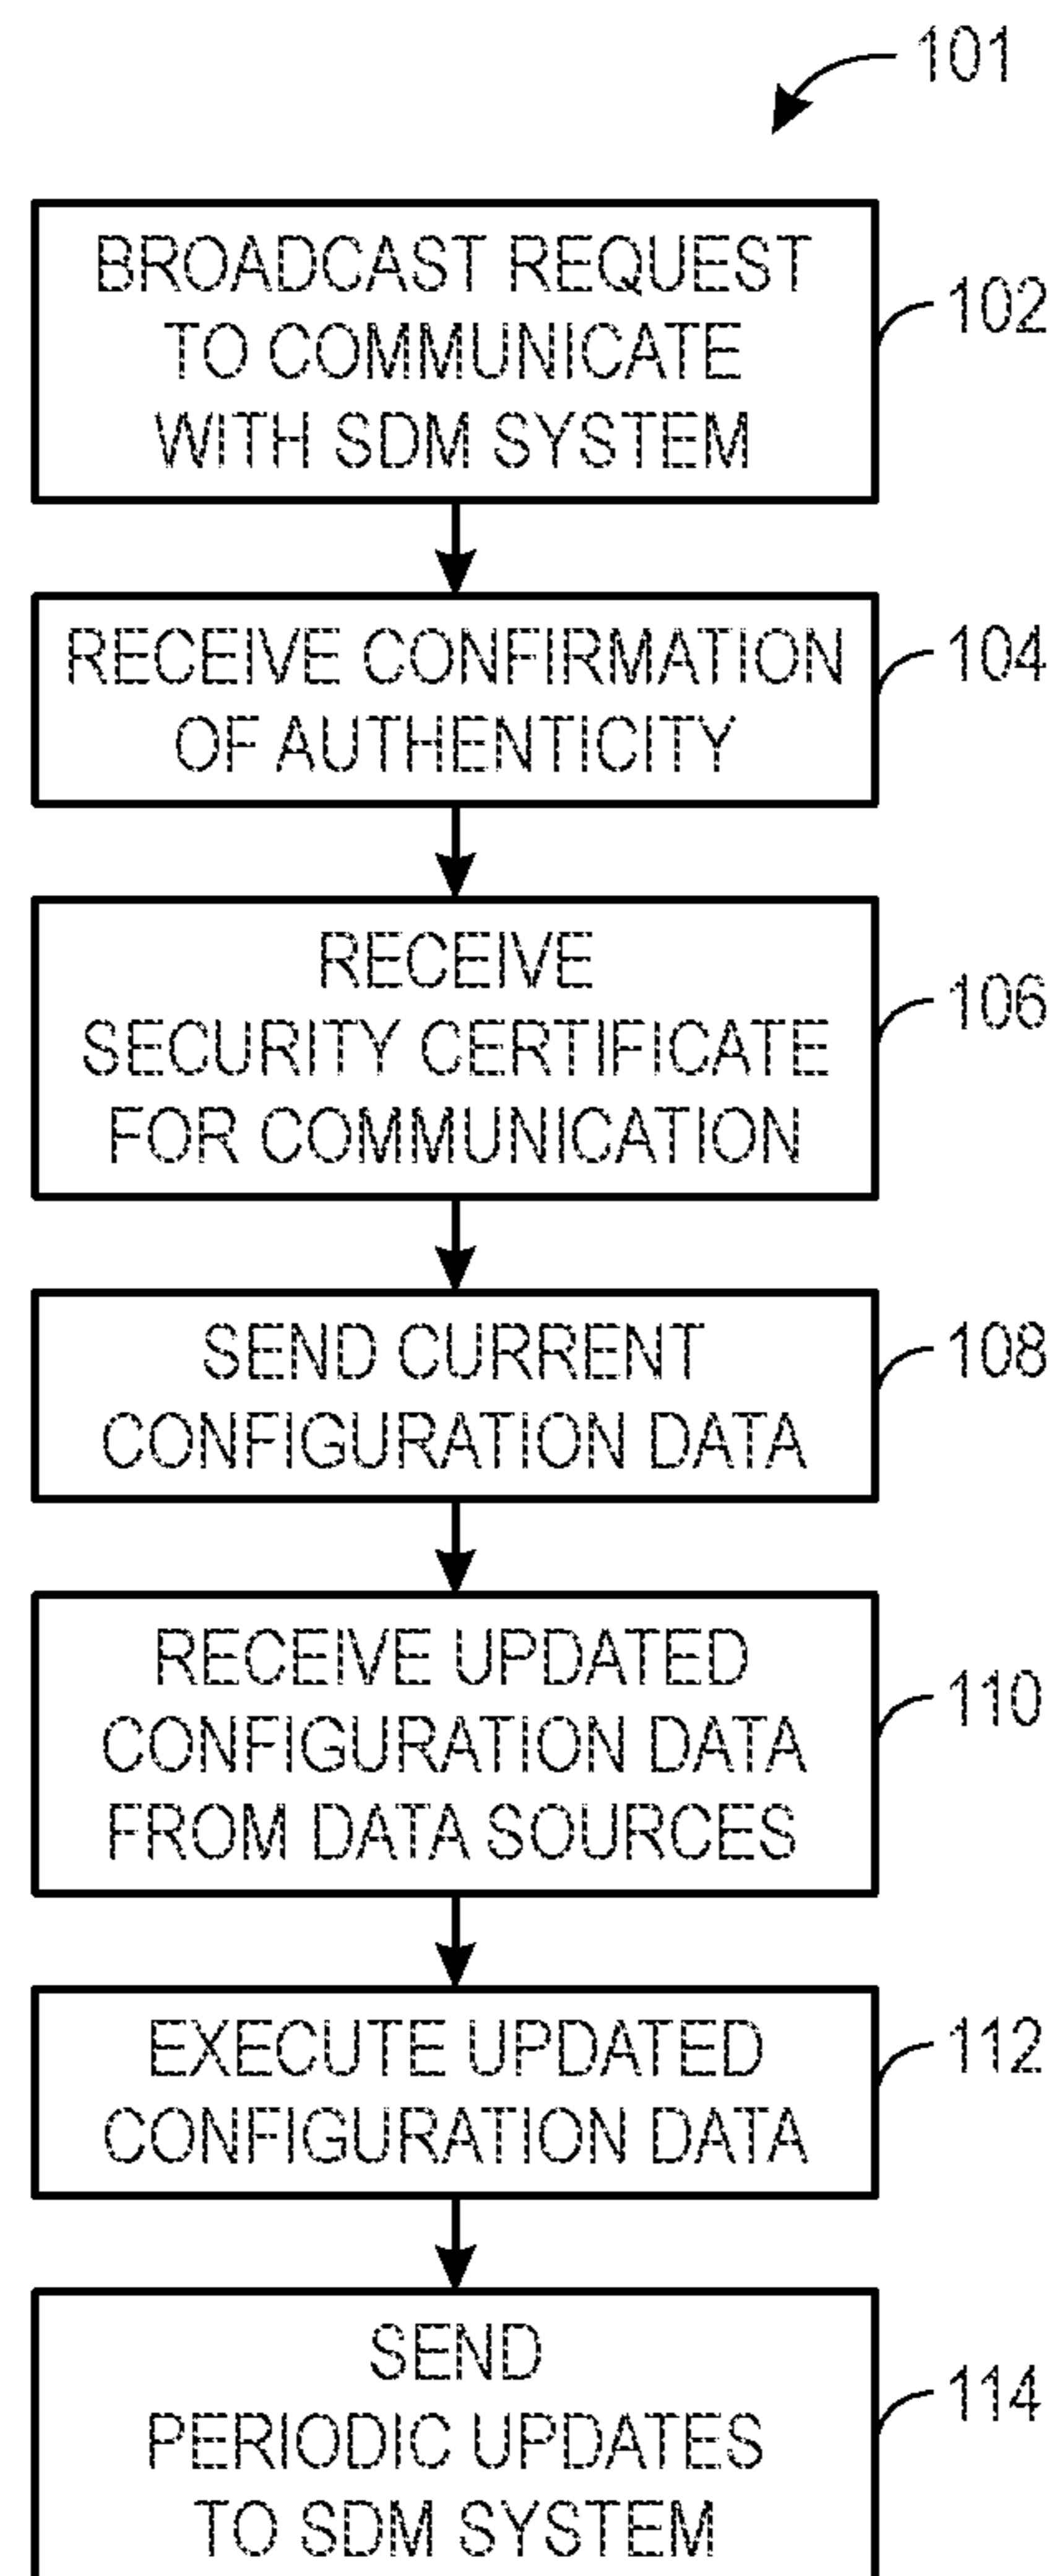 101
BROADCAST REQUEST
TO COMMUNICATE
WITH SDM SYSTEM
102
RECEIVE CONFIRMATION
OF AUTHENTICITY
104
RECEIVE
SECURITY CERTIFICATE
FOR COMMUNICATION
106
SEND CURRENT
CONFIGURATION DATA
108
RECEIVE UPDATED
CONFIGURATION DATA
FROM DATA SOURCES
110
EXECUTE UPDATED
CONFIGURATION DATA
112
SEND
PERIODIC UPDATES
TO SDM SYSTEM
114